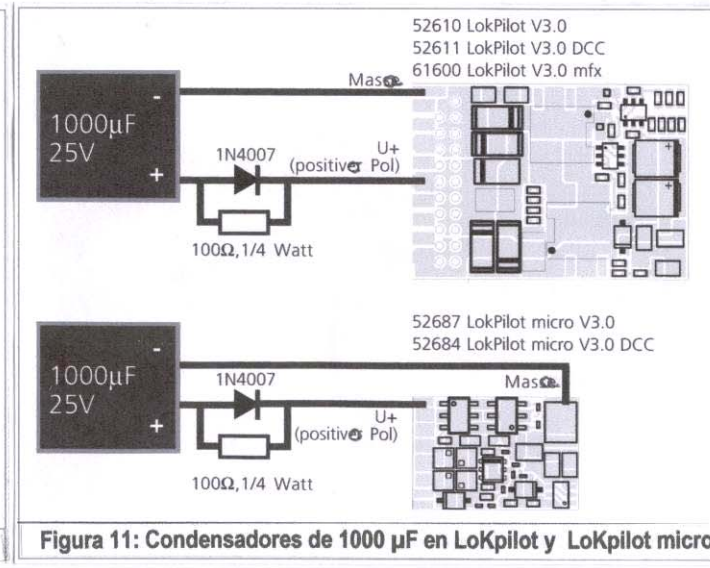 52610 LokPilot V3.0
52611 LokPilot V3.0 DCC
61600 LokPilot V3.0 mfx
-
1000µF
25V
+
1N4007
U+
(positiver Pol)
100Ω,1/4 Watt
52687 LokPilot micro V3.0
52684 LokPilot micro V3.0 DCC
-
1000µF
25V
+
1N4007
U+
(positiver Pol)
100Ω,1/4 Watt
Figura 11: Condensadores de 1000 µF en LoKpilot y LoKpilot micro